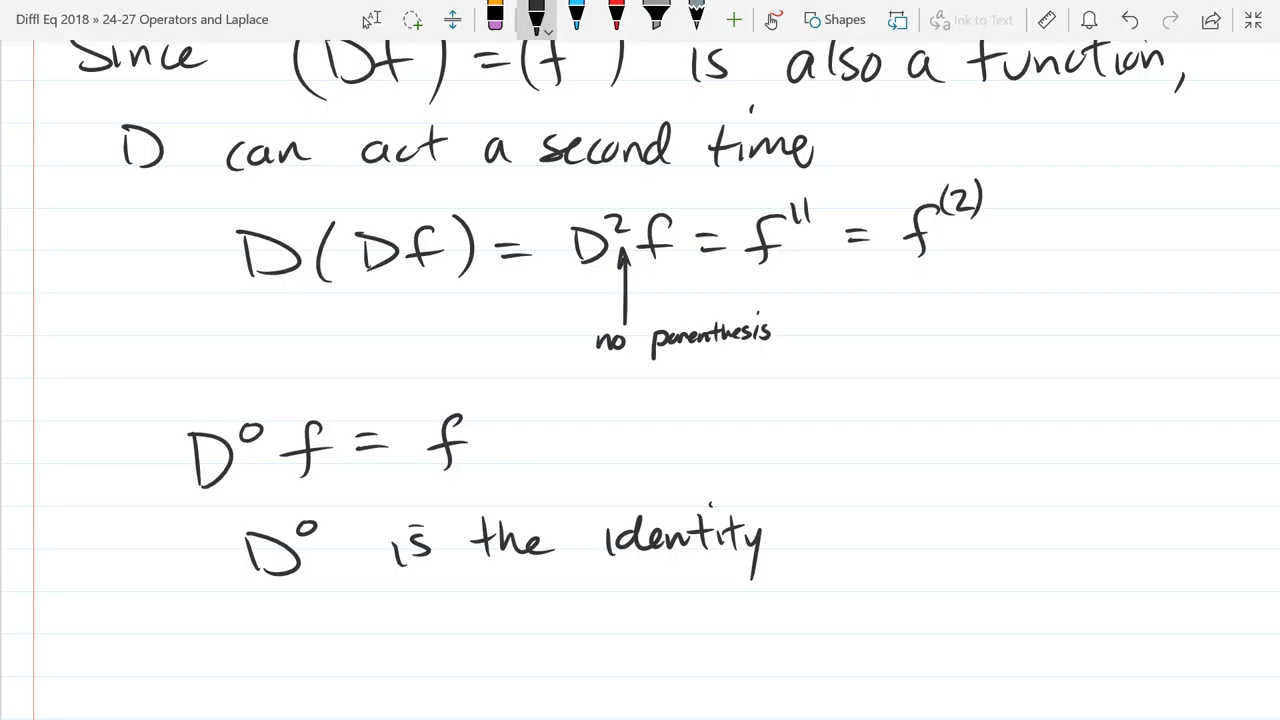 Diffl Eq 2018 » 24-27 Operators and Laplace
Shapes
Ink to Text
Since (Df) = (f ) is also a function,
D can act a second time
D(Df) = D²f = f'' = f⁽²⁾
no parenthesis
D⁰ f = f
D⁰ is the identity